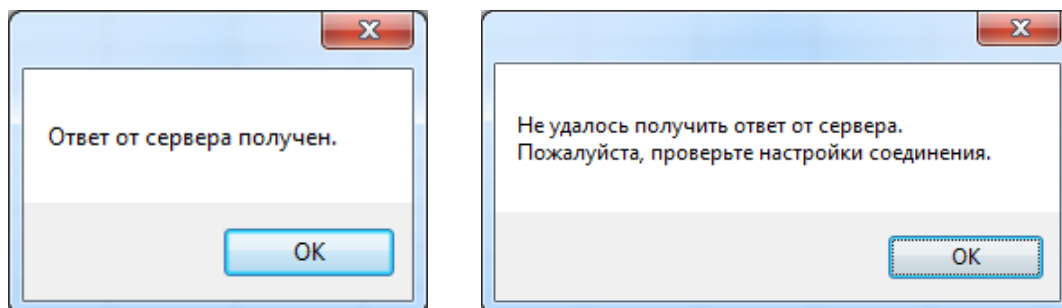 Ответ от сервера получен.
OK
Не удалось получить ответ от сервера.
Пожалуйста, проверьте настройки соединения.
OK